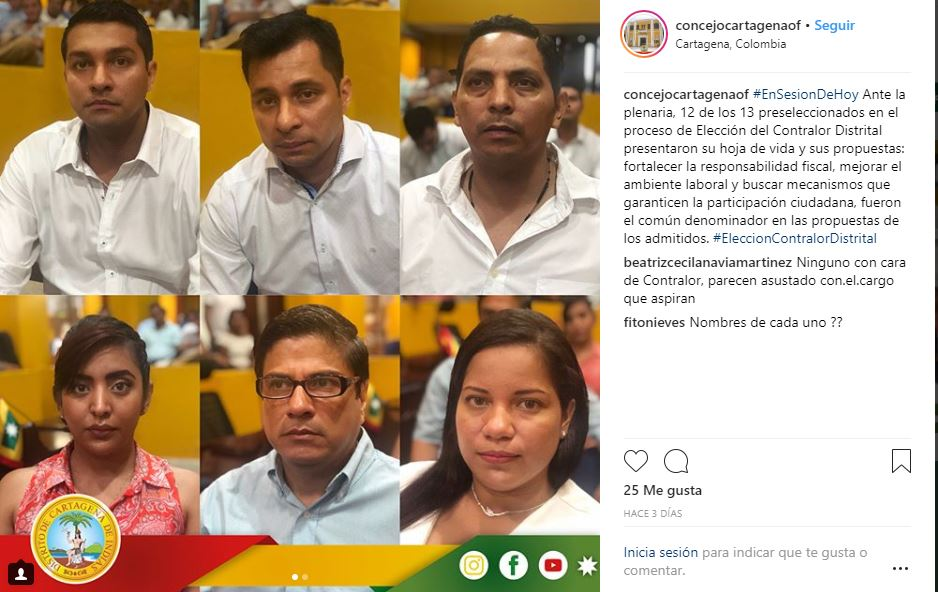 concejocartagenaof • Seguir
Cartagena, Colombia
concejocartagenaof #EnSesionDeHoy Ante la
plenaria, 12 de los 13 preseleccionados en el
proceso de Elección del Contralor Distrital
presentaron su hoja de vida y sus propuestas:
fortalecer la responsabilidad fiscal, mejorar el
ambiente laboral y buscar mecanismos que
garanticen la participación ciudadana, fueron
el común denominador en las propuestas de
los admitidos. #EleccionContralorDistrital
beatrizcecilanaviamartinez Ninguno con cara
de Contralor, parecen asustado con.el.cargo
que aspiran
fitonieves Nombres de cada uno ??
25 Me gusta
HACE 3 DÍAS
Inicia sesión para indicar que te gusta o
comentar.
DISTRITO DE CARTAGENA DE INDIAS